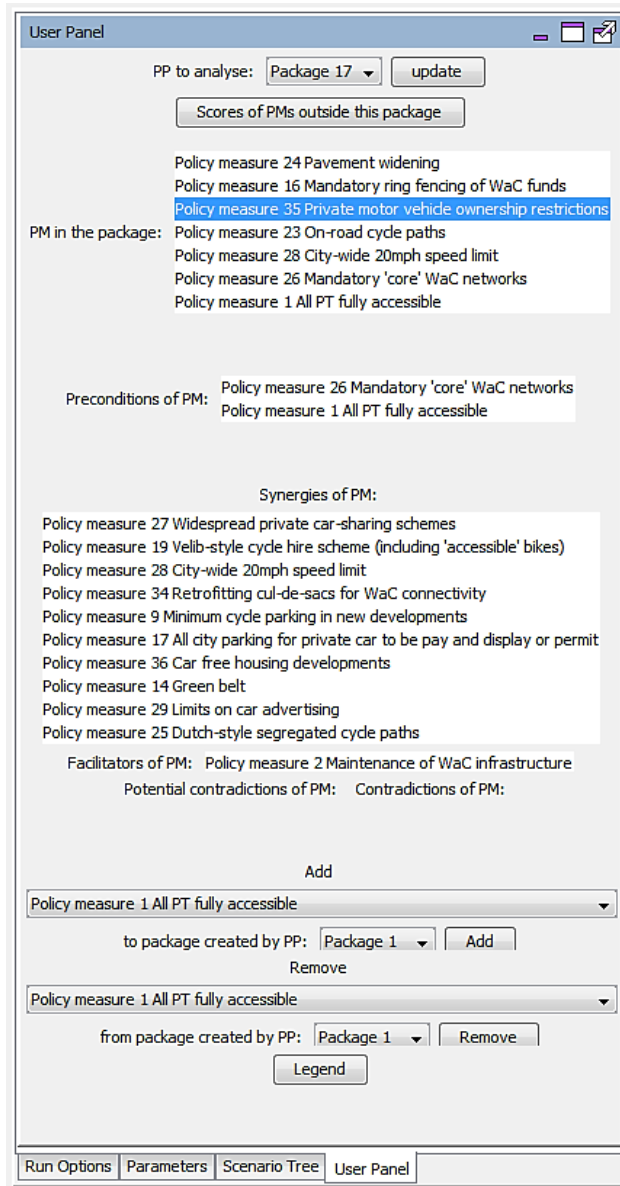 User Panel
PP to analyse: Package 17 update
Scores of PMs outside this package
Policy measure 24 Pavement widening
Policy measure 16 Mandatory ring fencing of WaC funds
Policy measure 35 Private motor vehicle ownership restrictions
PM in the package: Policy measure 23 On-road cycle paths
Policy measure 28 City-wide 20mph speed limit
Policy measure 26 Mandatory 'core' WaC networks
Policy measure 1 All PT fully accessible
Preconditions of PM: Policy measure 26 Mandatory 'core' WaC networks
Policy measure 1 All PT fully accessible
Synergies of PM:
Policy measure 27 Widespread private car-sharing schemes
Policy measure 19 Velib-style cycle hire scheme (including 'accessible' bikes)
Policy measure 28 City-wide 20mph speed limit
Policy measure 34 Retrofitting cul-de-sacs for WaC connectivity
Policy measure 9 Minimum cycle parking in new developments
Policy measure 17 All city parking for private car to be pay and display or permit
Policy measure 36 Car free housing developments
Policy measure 14 Green belt
Policy measure 29 Limits on car advertising
Policy measure 25 Dutch-style segregated cycle paths
Facilitators of PM: Policy measure 2 Maintenance of WaC infrastructure
Potential contradictions of PM: Contradictions of PM:
Add
Policy measure 1 All PT fully accessible
to package created by PP: Package 1 Add
Remove
Policy measure 1 All PT fully accessible
from package created by PP: Package 1 Remove
Legend
Run Options Parameters Scenario Tree User Panel